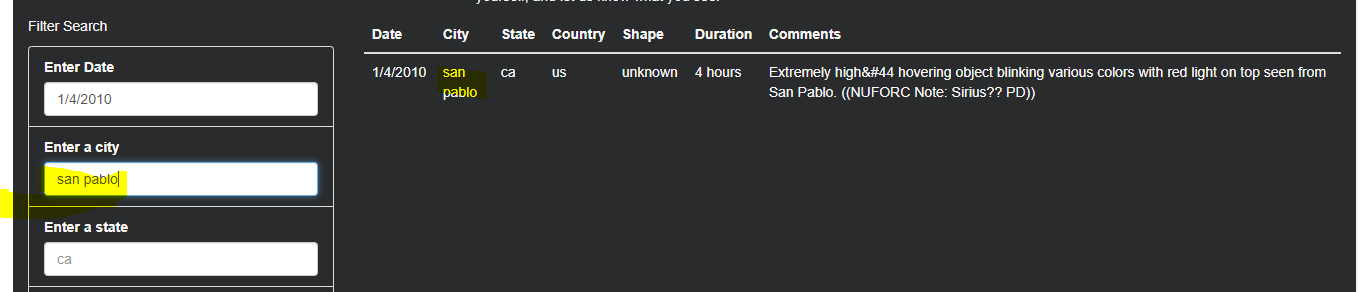 Filter Search
Enter Date
1/4/2010
Enter a city
san pablo
Enter a state
ca
Date City State Country Shape Duration Comments
1/4/2010 san pablo ca us unknown 4 hours Extremely high&#44 hovering object blinking various colors with red light on top seen from
San Pablo. ((NUFORC Note: Sirius?? PD))